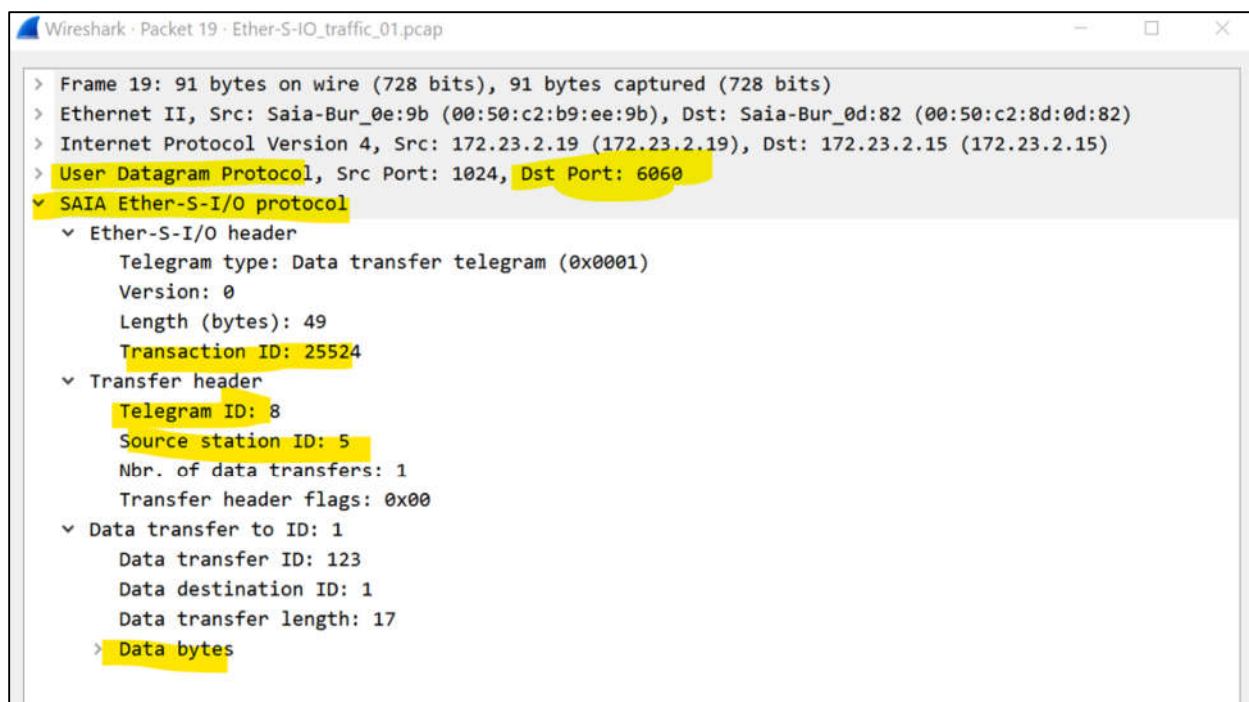 Wireshark · Packet 19 · Ether-S-IO_traffic_01.pcap
Frame 19: 91 bytes on wire (728 bits), 91 bytes captured (728 bits)
Ethernet II, Src: Saia-Bur_0e:9b (00:50:c2:b9:ee:9b), Dst: Saia-Bur_0d:82 (00:50:c2:8d:0d:82)
Internet Protocol Version 4, Src: 172.23.2.19 (172.23.2.19), Dst: 172.23.2.15 (172.23.2.15)
User Datagram Protocol, Src Port: 1024, Dst Port: 6060
SAIA Ether-S-I/O protocol
Ether-S-I/O header
Telegram type: Data transfer telegram (0x0001)
Version: 0
Length (bytes): 49
Transaction ID: 25524
Transfer header
Telegram ID: 8
Source station ID: 5
Nbr. of data transfers: 1
Transfer header flags: 0x00
Data transfer to ID: 1
Data transfer ID: 123
Data destination ID: 1
Data transfer length: 17
Data bytes